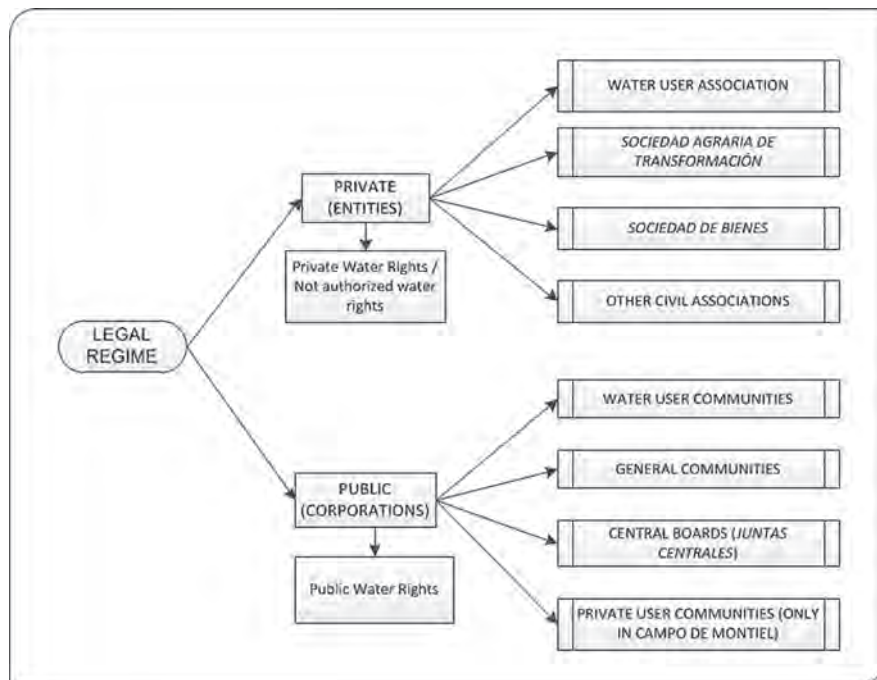 LEGAL
REGIME
PRIVATE
(ENTITIES)
Private Water Rights /
Not authorized water
rights
WATER USER ASSOCIATION
SOCIEDAD AGRARIA DE
TRANSFORMACIÓN
SOCIEDAD DE BIENES
OTHER CIVIL ASSOCIATIONS
PUBLIC
(CORPORATIONS)
Public Water Rights
WATER USER COMMUNITIES
GENERAL COMMUNITIES
CENTRAL BOARDS (JUNTAS
CENTRALES)
PRIVATE USER COMMUNITIES (ONLY
IN CAMPO DE MONTIEL)